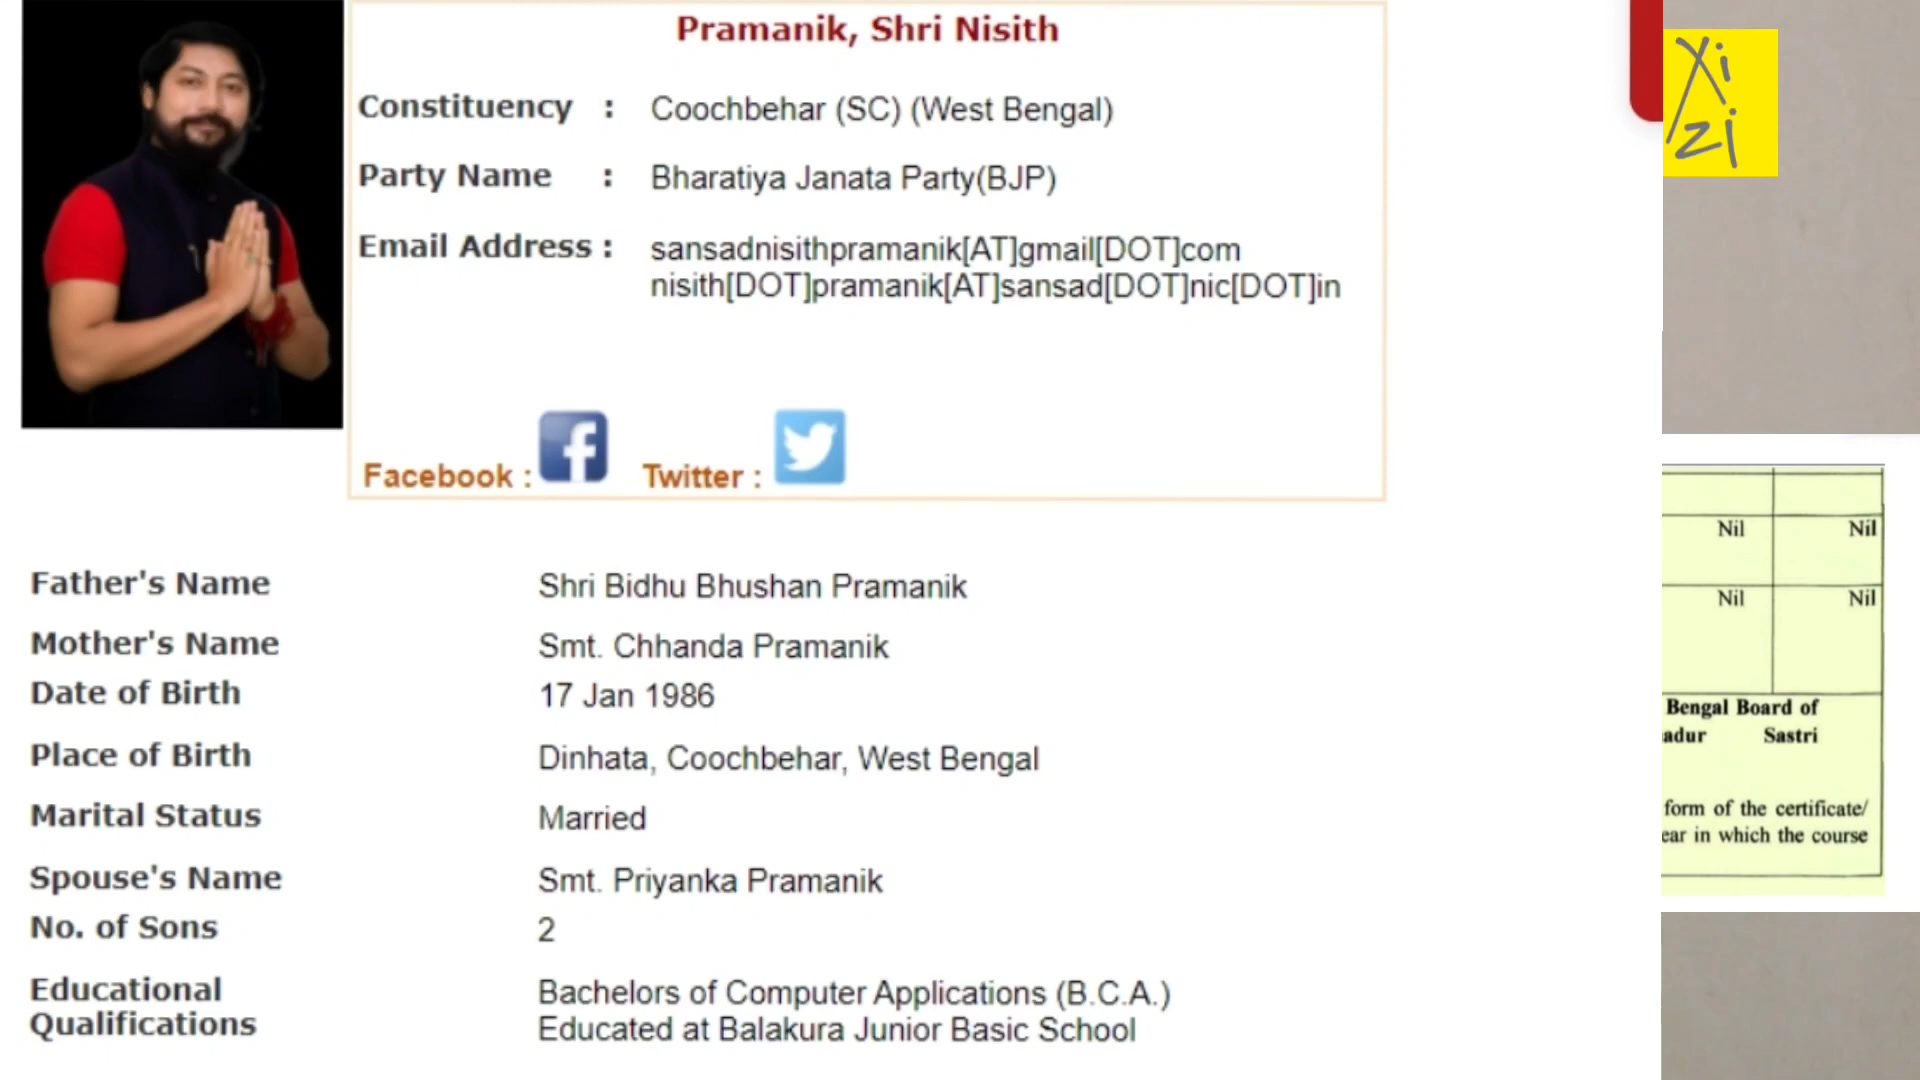 Pramanik, Shri Nisith
Constituency : Coochbehar (SC) (West Bengal)
Party Name : Bharatiya Janata Party(BJP)
Email Address : sansadnisithpramanik[AT]gmail[DOT]com
nisith[DOT]pramanik[AT]sansad[DOT]nic[DOT]in
Facebook : Twitter :
Father's Name Shri Bidhu Bhushan Pramanik
Mother's Name Smt. Chhanda Pramanik
Date of Birth 17 Jan 1986
Place of Birth Dinhata, Coochbehar, West Bengal
Marital Status Married
Spouse's Name Smt. Priyanka Pramanik
No. of Sons 2
Educational Bachelors of Computer Applications (B.C.A.)
Qualifications Educated at Balakura Junior Basic School
Xi
zi
Nil Nil
Nil Nil
Bengal Board of
adur Sastri
form of the certificate/
ear in which the course